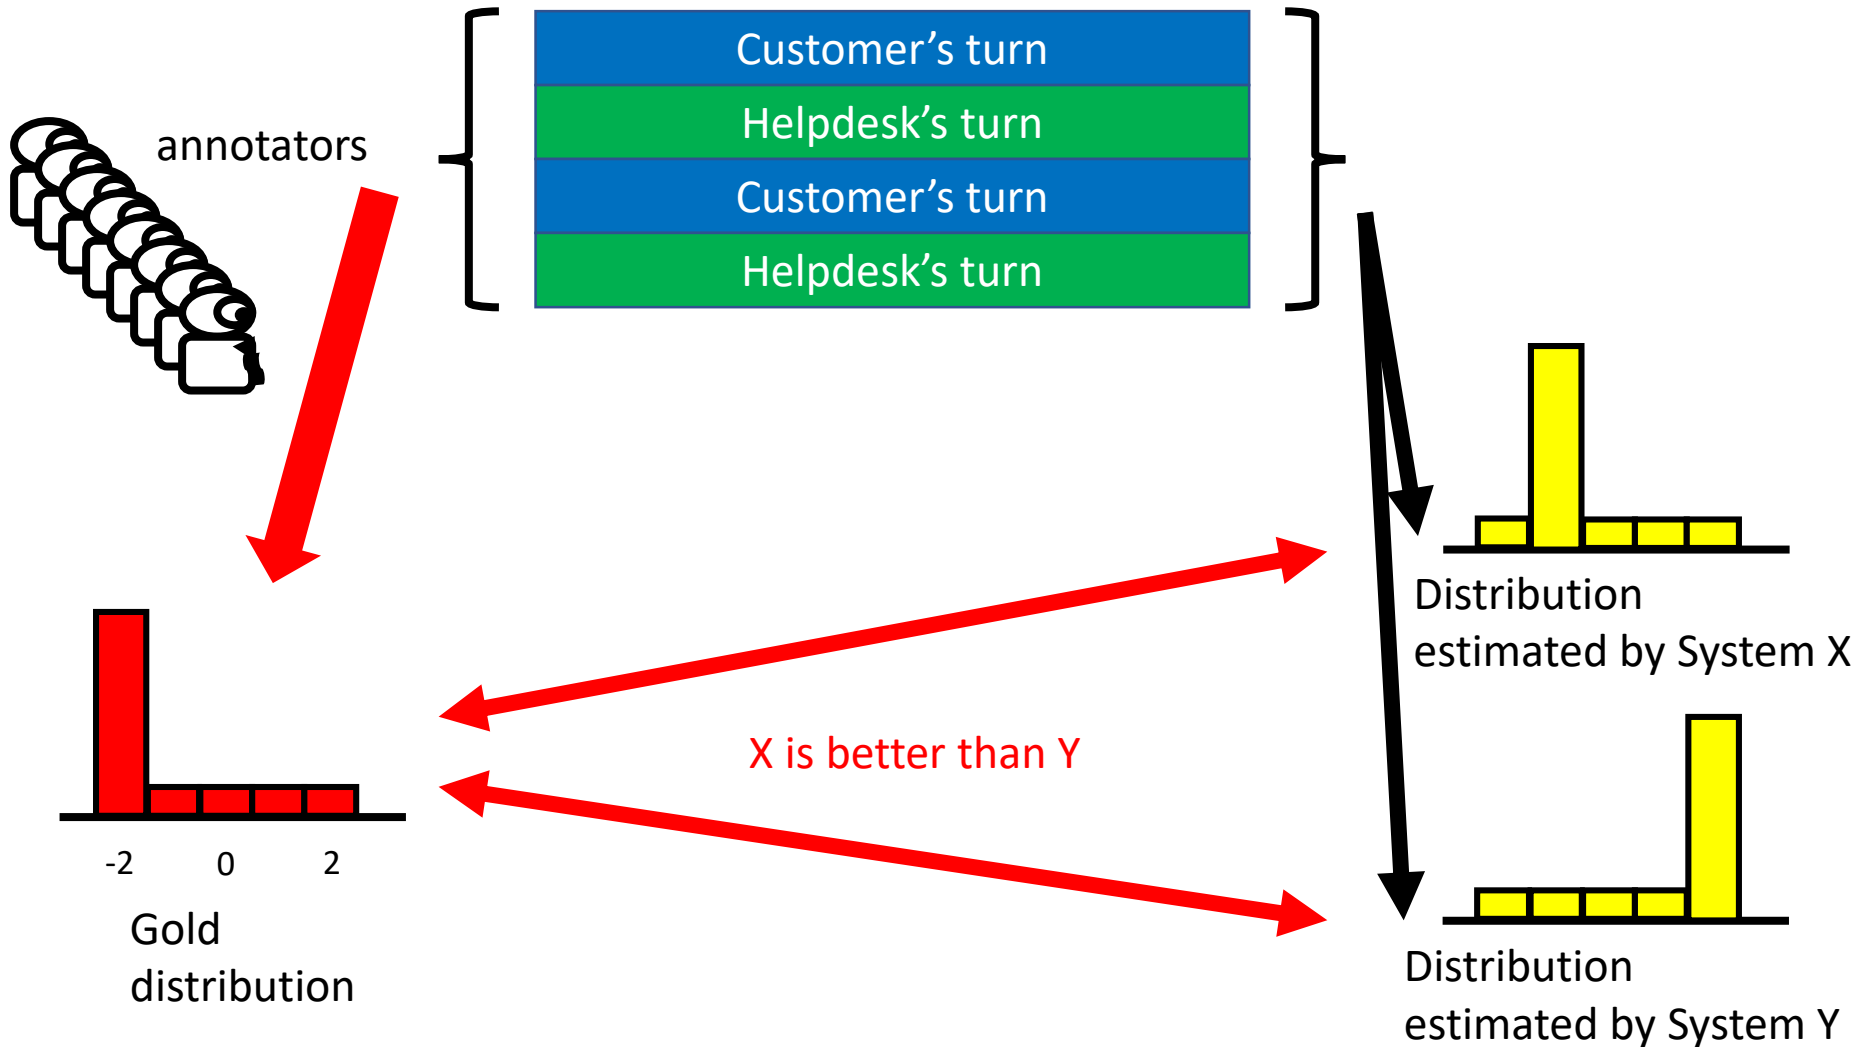 Customer’s turn
Helpdesk’s turn
Customer’s turn
Helpdesk’s turn
annotators
Distribution
estimated by System X
X is better than Y
-2 0 2
Gold
distribution
Distribution
estimated by System Y